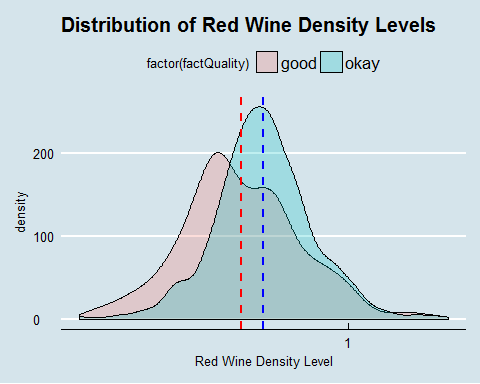 Distribution of Red Wine Density Levels
factor(factQuality) good okay
200
100
0
density
1
Red Wine Density Level